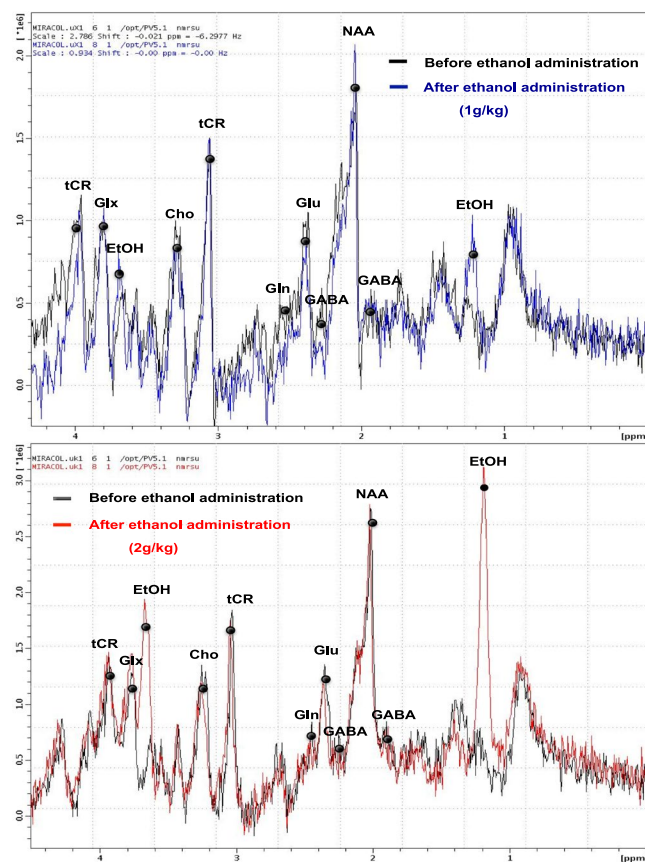 MIRACOL.uX1 6 1 /opt/PV5.1 nmrsu
Scale : 2.786 Shift : -0.021 ppm = -6.2977 Hz
MIRACOL.uX1 8 1 /opt/PV5.1 nmrsu
Scale : 0.934 Shift : -0.00 ppm = -0.00 Hz
NAA
Before ethanol administration
After ethanol administration
(1g/kg)
tCR
tCR
Glx
Cho
Glu
EtOH
EtOH
Gln
GABA
GABA
[ *1e6]
2.0
1.5
1.0
0.5
0.0
4
3
2
1
[ppm]
MIRACOL.uk1 6 1 /opt/PV5.1 nmrsu
MIRACOL.uk1 8 1 /opt/PV5.1 nmrsu
EtOH
Before ethanol administration
NAA
After ethanol administration
(2g/kg)
EtOH
tCR
tCR
Glx
Cho
Glu
Gln
GABA
GABA
[ *1e6]
3.0
2.5
2.0
1.5
1.0
0.5
0.0
4
3
2
1
[ppm]